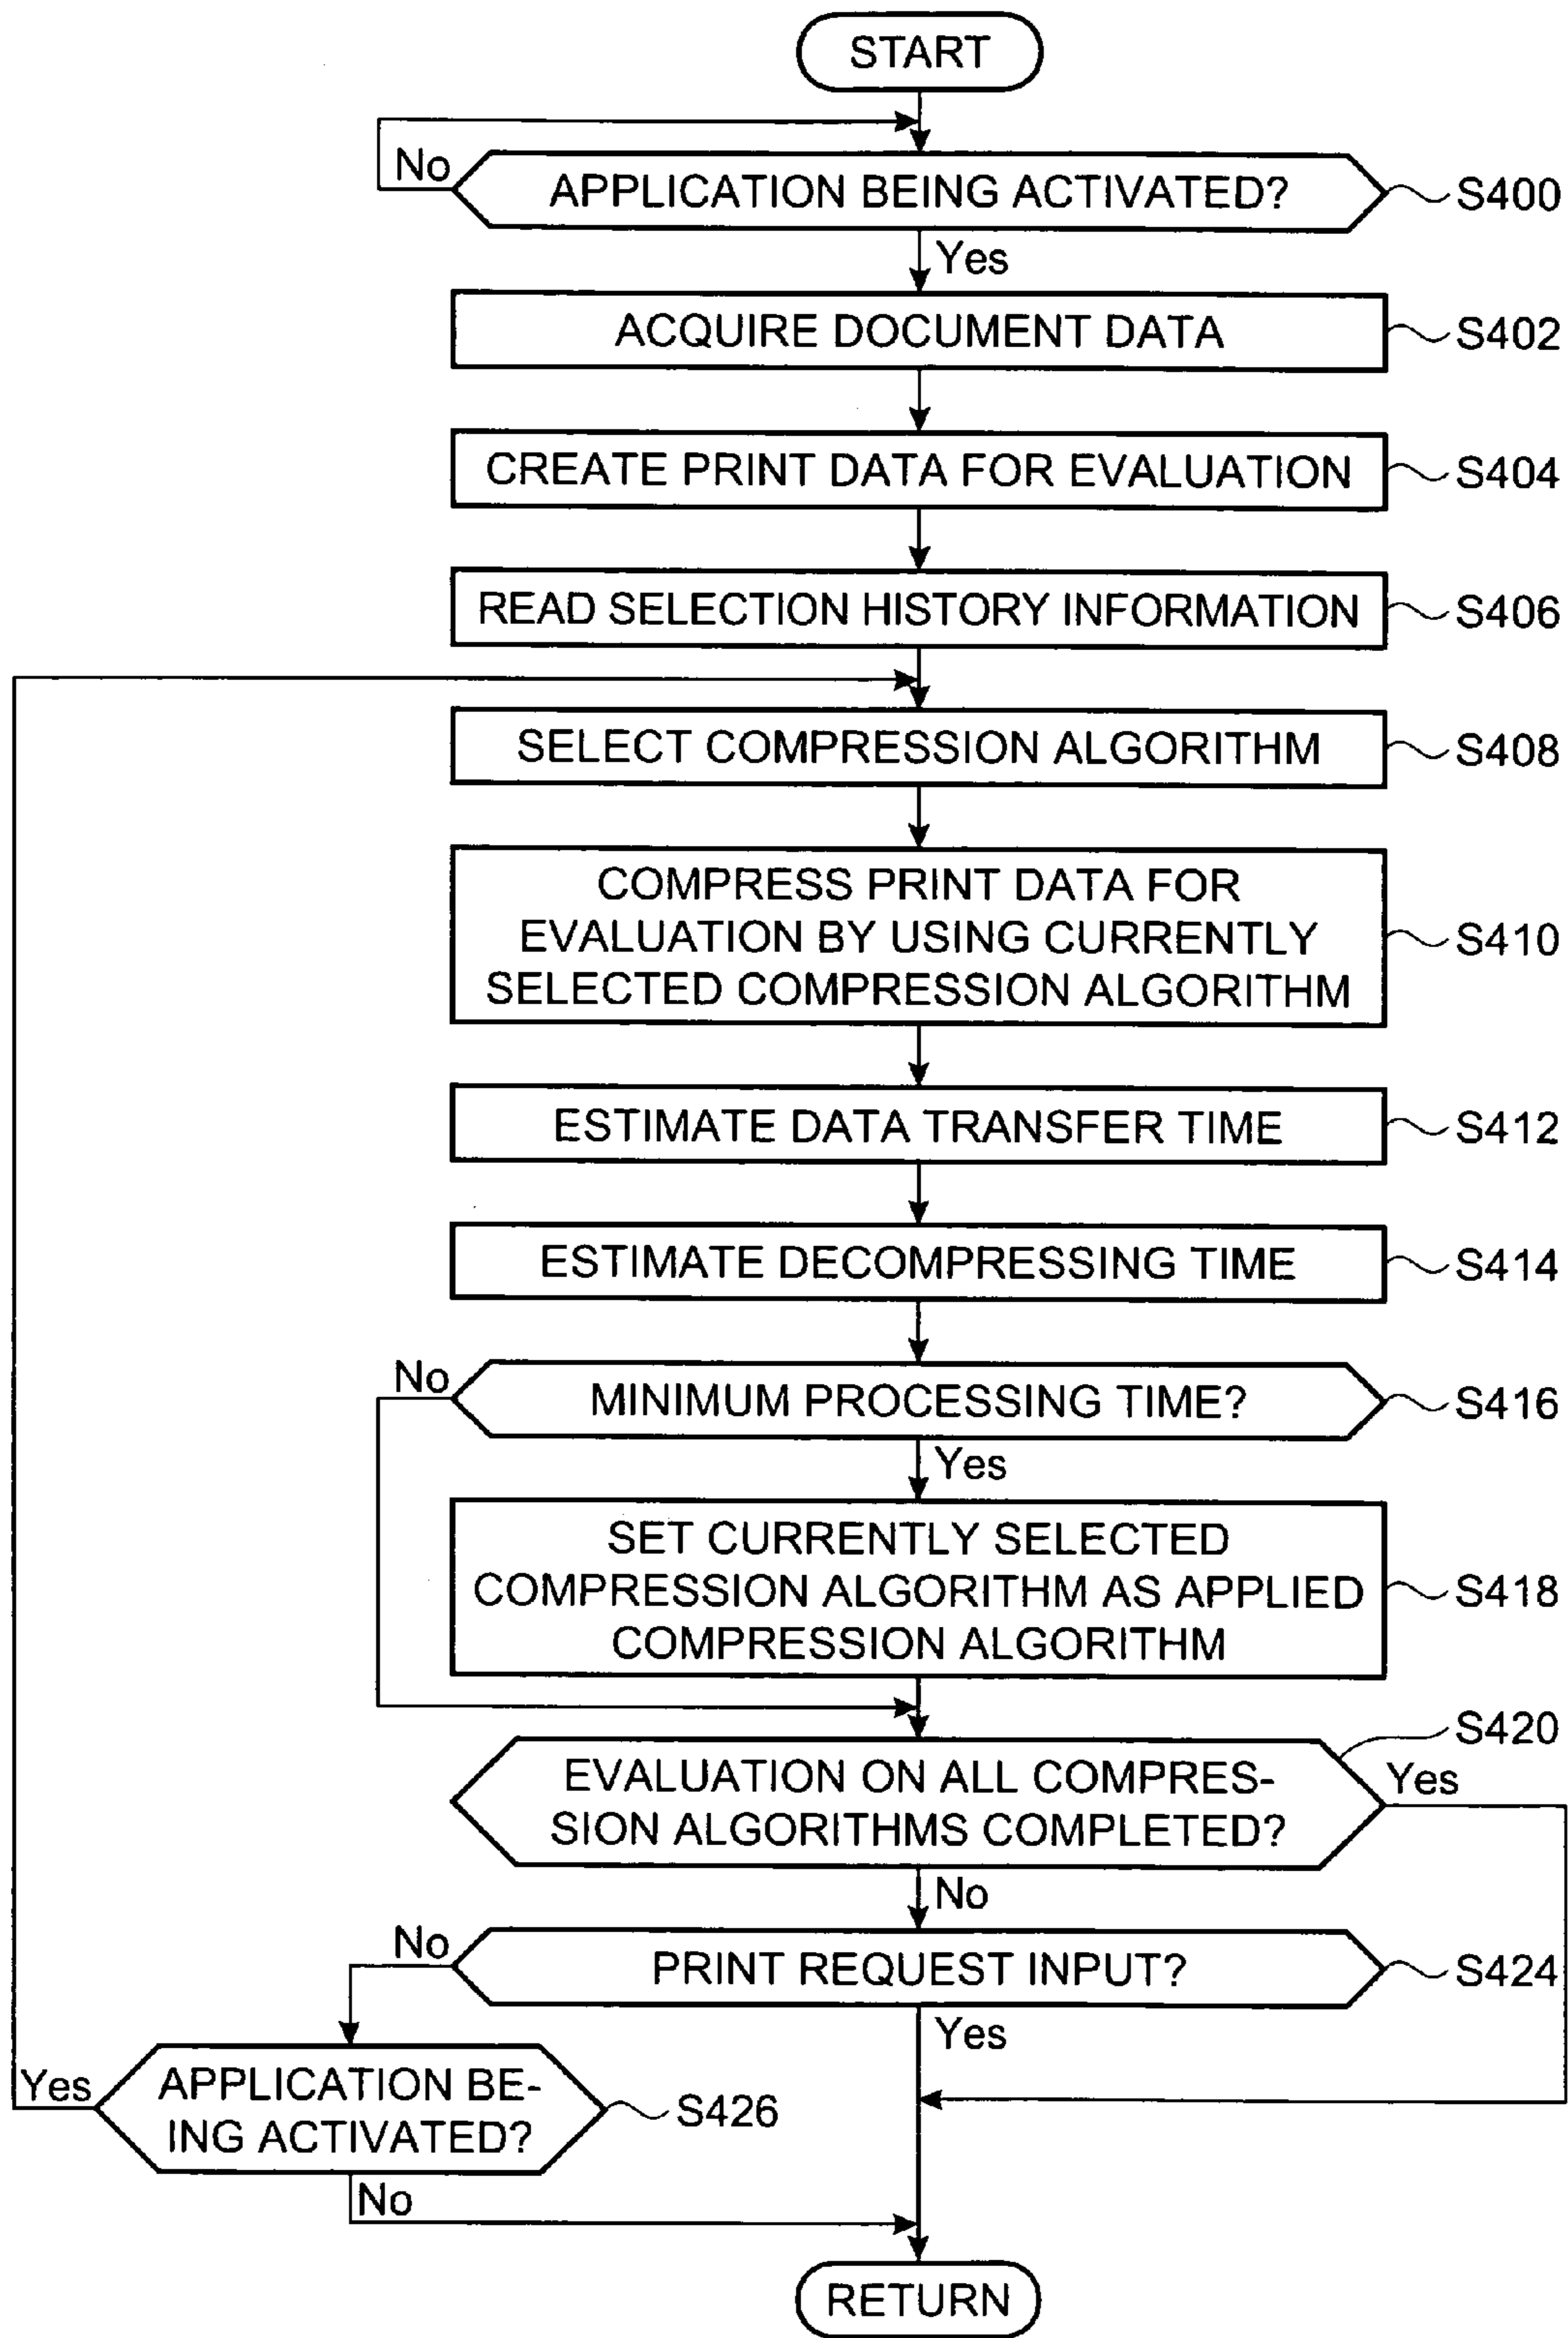 START
No
APPLICATION BEING ACTIVATED?
S400
Yes
ACQUIRE DOCUMENT DATA
S402
CREATE PRINT DATA FOR EVALUATION
S404
READ SELECTION HISTORY INFORMATION
S406
SELECT COMPRESSION ALGORITHM
S408
COMPRESS PRINT DATA FOR
EVALUATION BY USING CURRENTLY
SELECTED COMPRESSION ALGORITHM
S410
ESTIMATE DATA TRANSFER TIME
S412
ESTIMATE DECOMPRESSING TIME
S414
No
MINIMUM PROCESSING TIME?
S416
Yes
SET CURRENTLY SELECTED
COMPRESSION ALGORITHM AS APPLIED
COMPRESSION ALGORITHM
S418
S420
EVALUATION ON ALL COMPRES-
SION ALGORITHMS COMPLETED?
Yes
No
No
PRINT REQUEST INPUT?
S424
Yes
Yes
APPLICATION BE-
ING ACTIVATED?
S426
No
RETURN